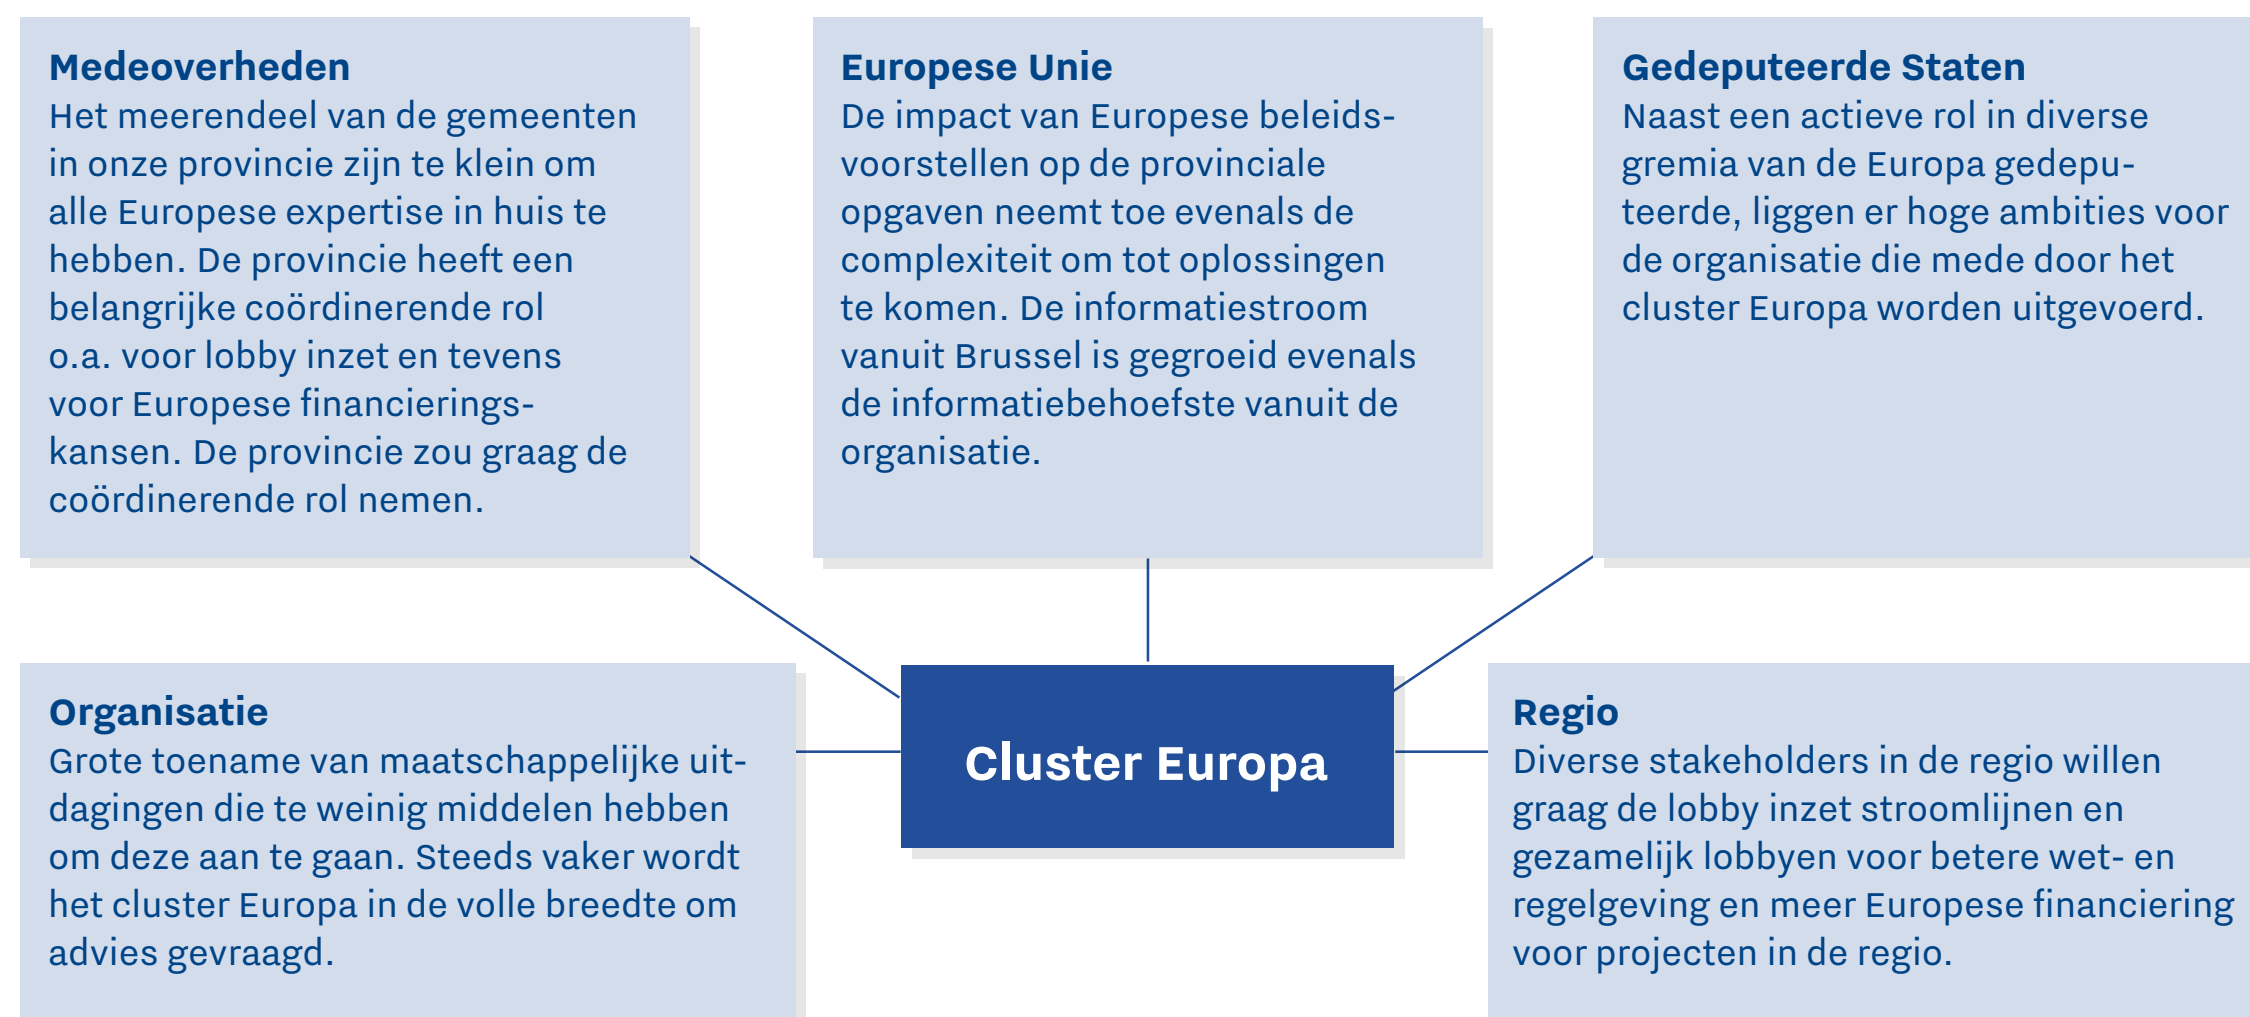 Medeoverheden
Het meerendeel van de gemeenten
in onze provincie zijn te klein om
alle Europese expertise in huis te
hebben. De provincie heeft een
belangrijke coördinerende rol
o.a. voor lobby inzet en tevens
voor Europese financierings-
kansen. De provincie zou graag de
coördinerende rol nemen.
Europese Unie
De impact van Europese beleids-
voorstellen op de provinciale
opgaven neemt toe evenals de
complexiteit om tot oplossingen
te komen. De informatiestroom
vanuit Brussel is gegroeid evenals
de informatiebehoefste vanuit de
organisatie.
Gedeputeerde Staten
Naast een actieve rol in diverse
gremia van de Europa gedepu-
teerde, liggen er hoge ambities voor
de organisatie die mede door het
cluster Europa worden uitgevoerd.
Organisatie
Grote toename van maatschappelijke uit-
dagingen die te weinig middelen hebben
om deze aan te gaan. Steeds vaker wordt
het cluster Europa in de volle breedte om
advies gevraagd.
Cluster Europa
Regio
Diverse stakeholders in de regio willen
graag de lobby inzet stroomlijnen en
gezamelijk lobbyen voor betere wet- en
regelgeving en meer Europese financiering
voor projecten in de regio.